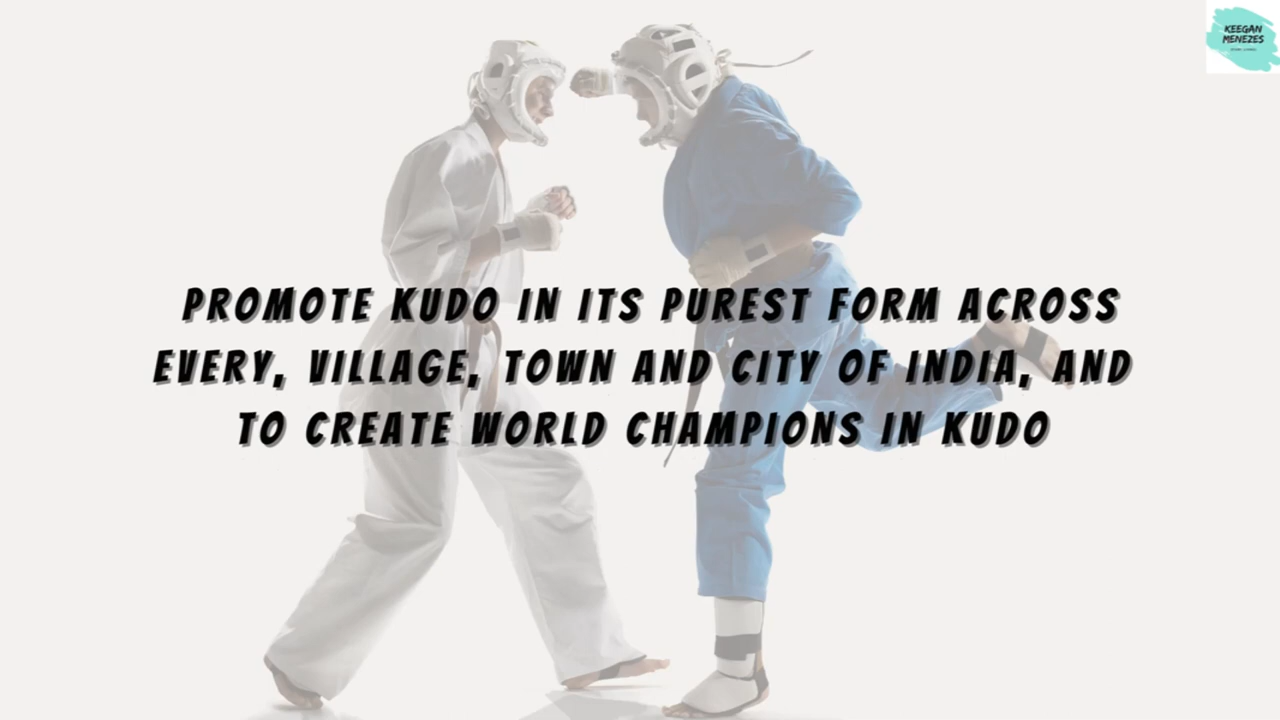 KEEGAN
MENEZES
PROMOTE KUDO IN ITS PUREST FORM ACROSS
EVERY, VILLAGE, TOWN AND CITY OF INDIA, AND
TO CREATE WORLD CHAMPIONS IN KUDO